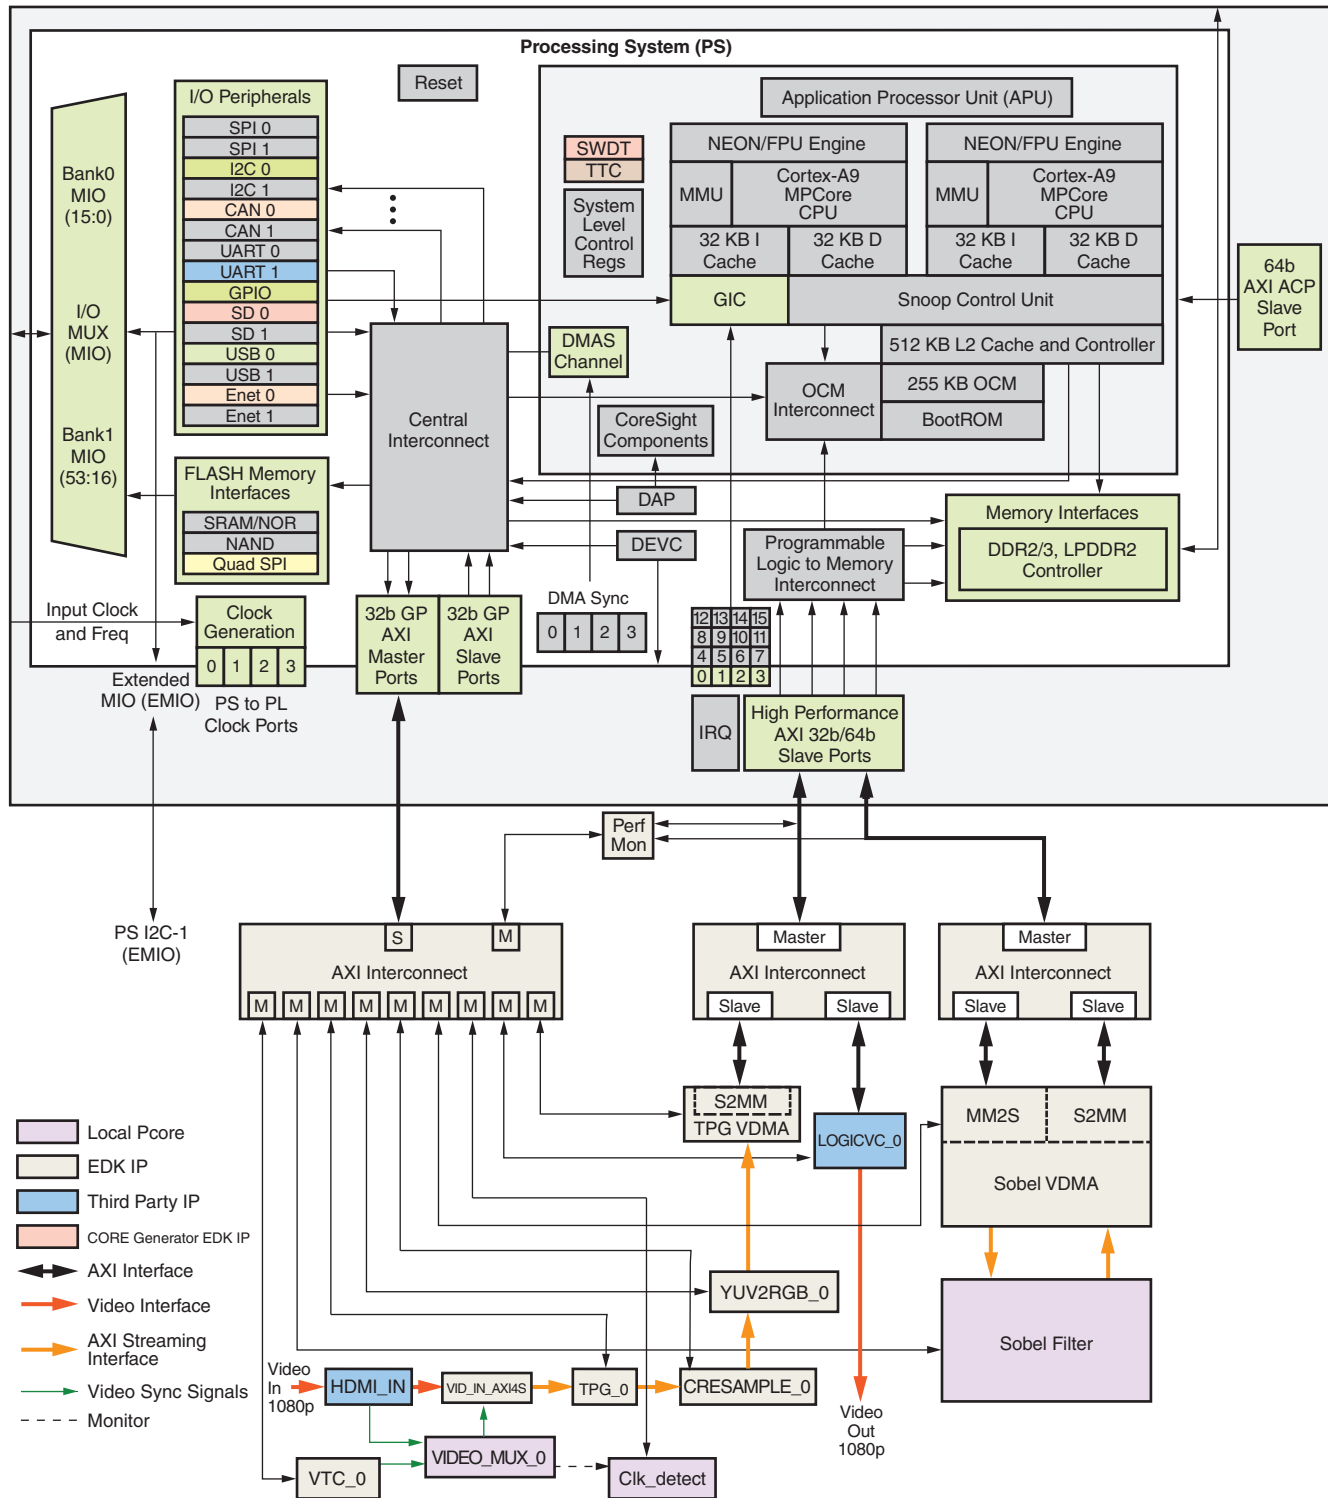 Processing System (PS)
Reset
I/O Peripherals
SPI 0
SPI 1
I2C 0
I2C 1
CAN 0
CAN 1
UART 0
UART 1
GPIO
SD 0
SD 1
USB 0
USB 1
Enet 0
Enet 1
Bank0
MIO
(15:0)
I/O
MUX
(MIO)
Bank1
MIO
(53:16)
FLASH Memory
Interfaces
SRAM/NOR
NAND
Quad SPI
Input Clock
and Freq
Clock
Generation
0 1 2 3
Extended
MIO (EMIO)
PS to PL
Clock Ports
Central
Interconnect
32b GP
AXI
Master
Ports
32b GP
AXI
Slave
Ports
Application Processor Unit (APU)
SWDT
TTC
System
Level
Control
Regs
NEON/FPU Engine
MMU
Cortex-A9
MPCore
CPU
32 KB I
Cache
32 KB D
Cache
NEON/FPU Engine
MMU
Cortex-A9
MPCore
CPU
32 KB I
Cache
32 KB D
Cache
GIC
Snoop Control Unit
512 KB L2 Cache and Controller
DMAS
Channel
OCM
Interconnect
255 KB OCM
BootROM
CoreSight
Components
DAP
DEVC
DMA Sync
0 1 2 3
64b
AXI ACP
Slave
Port
Memory Interfaces
DDR2/3, LPDDR2
Controller
Programmable
Logic to Memory
Interconnect
12 13 14 15
8 9 10 11
4 5 6 7
0 1 2 3
IRQ
High Performance
AXI 32b/64b
Slave Ports
Perf
Mon
PS I2C-1
(EMIO)
S
M
AXI Interconnect
M M M M M M M M M
Master
AXI Interconnect
Slave
Slave
Master
AXI Interconnect
Slave
Slave
S2MM
TPG VDMA
LOGICVC_0
MM2S
S2MM
Sobel VDMA
YUV2RGB_0
Sobel Filter
Video
In
1080p
HDMI_IN
VID_IN_AXI4S
TPG_0
CRESAMPLE_0
Video
Out
1080p
VIDEO_MUX_0
VTC_0
Clk_detect
Local Pcore
EDK IP
Third Party IP
CORE Generator EDK IP
AXI Interface
Video Interface
AXI Streaming
Interface
Video Sync Signals
Monitor